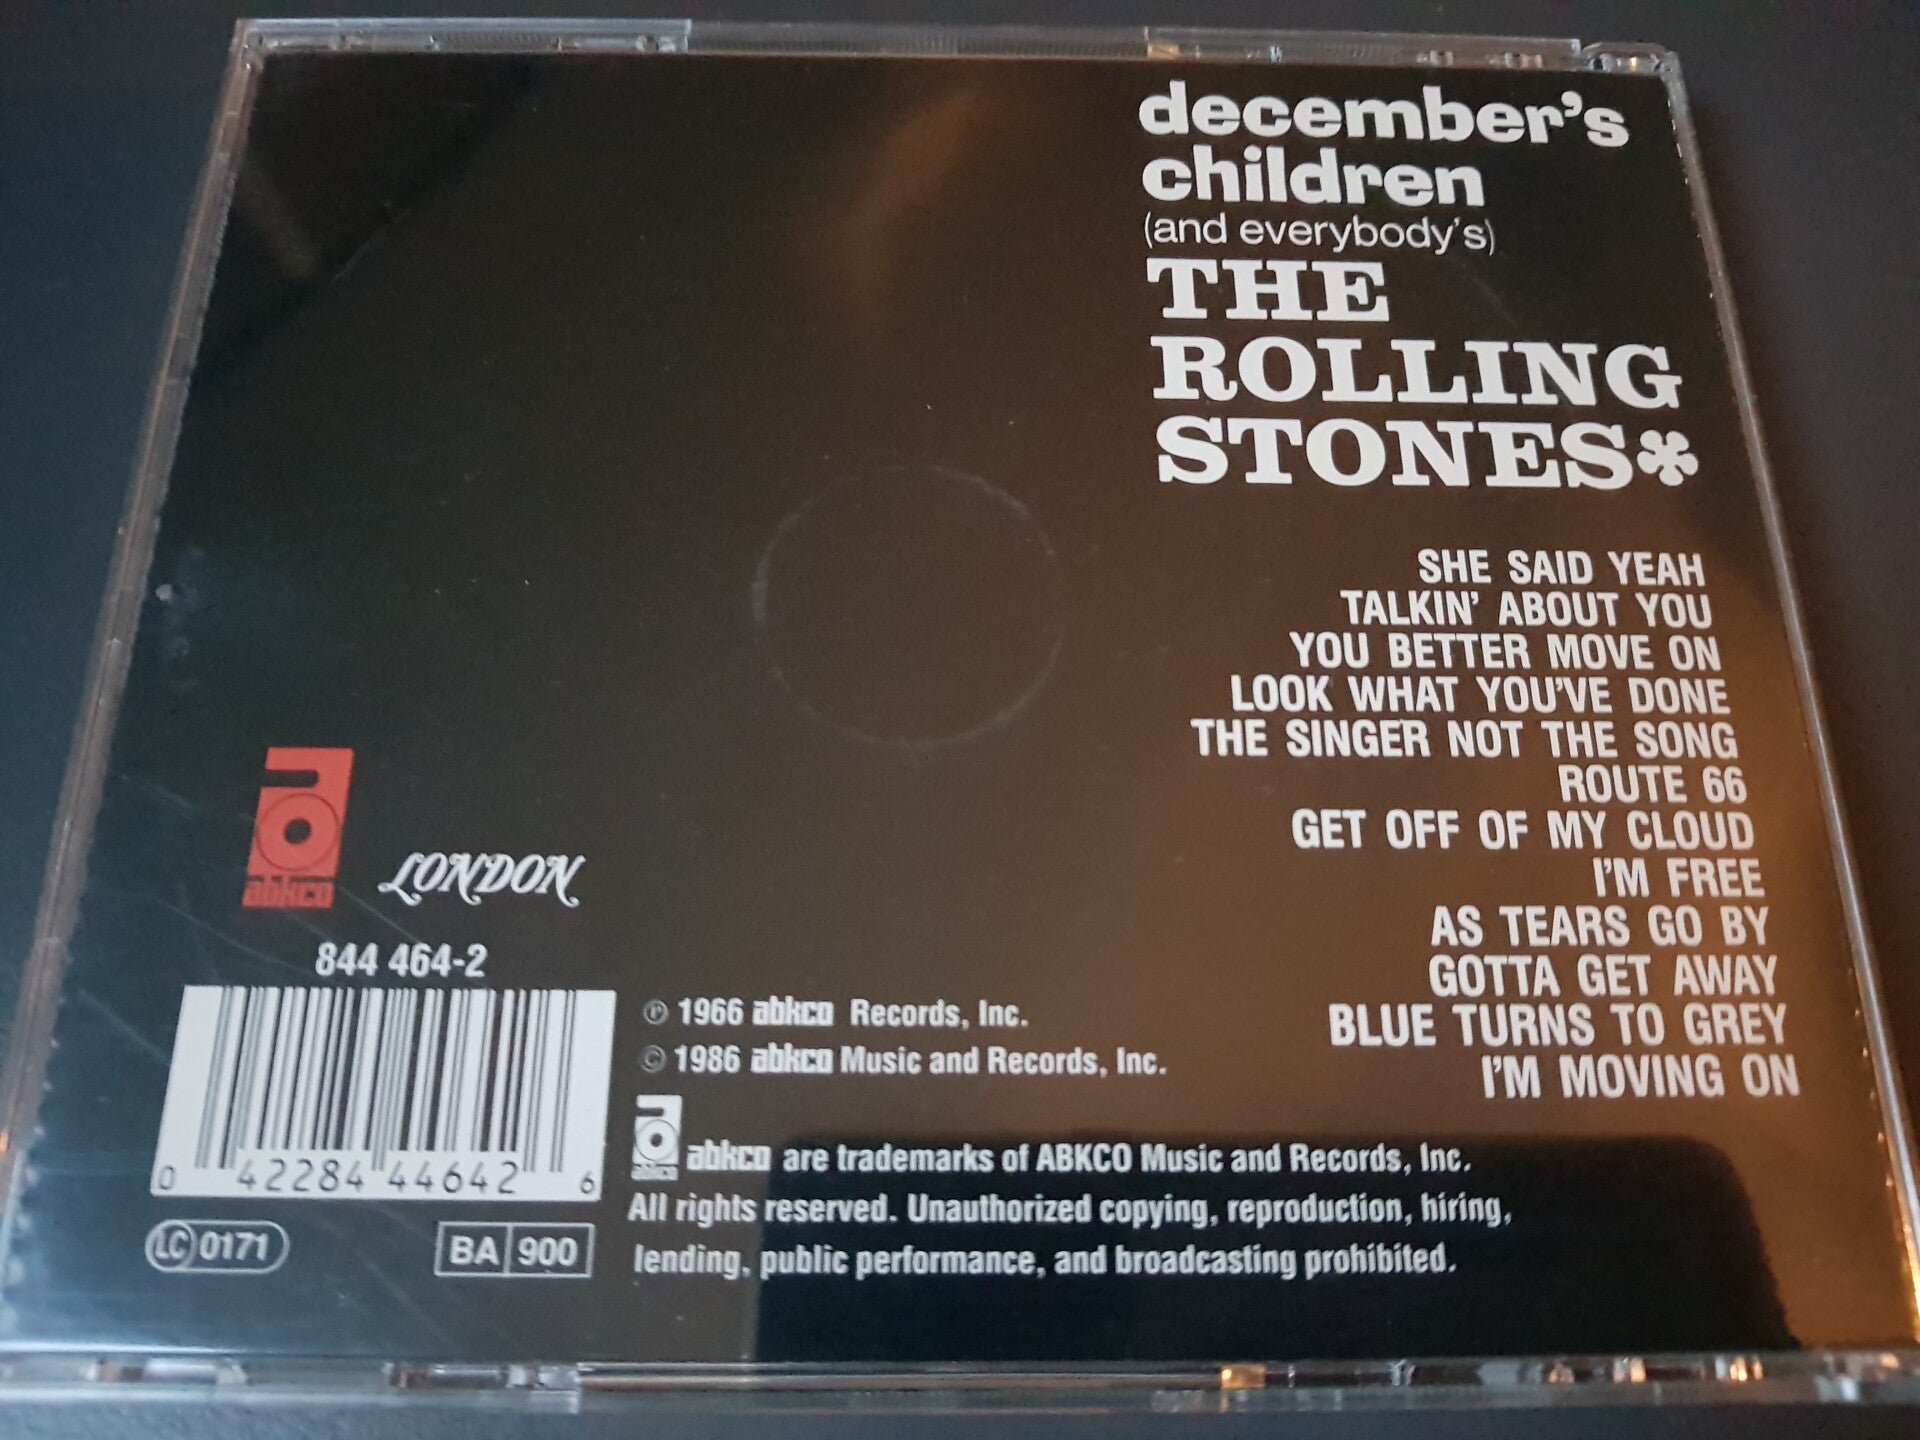 december's
children
(and everybody's)
THE
ROLLING
STONES*
SHE SAID YEAH
TALKIN' ABOUT YOU
YOU BETTER MOVE ON
LOOK WHAT YOU'VE DONE
THE SINGER NOT THE SONG
ROUTE 66
GET OFF OF MY CLOUD
I'M FREE
AS TEARS GO BY
GOTTA GET AWAY
BLUE TURNS TO GREY
I'M MOVING ON
abkco
LONDON
844 464-2
0 42284 44642 6
LC 0171
BA 900
℗ 1966 abkco Records, Inc.
© 1986 abkco Music and Records, Inc.
abkco abkco are trademarks of ABKCO Music and Records, Inc.
All rights reserved. Unauthorized copying, reproduction, hiring,
lending, public performance, and broadcasting prohibited.